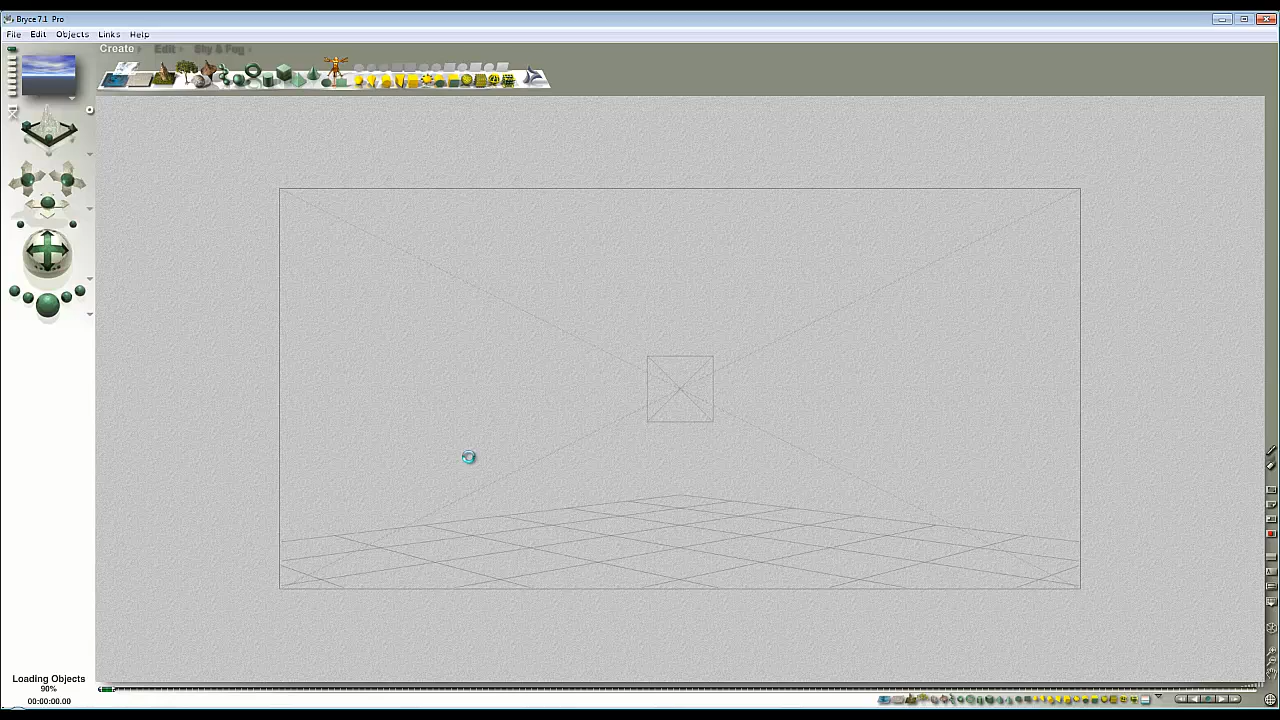 Bryce 7.1 Pro
File Edit Objects Links Help
Create Edit Sky & Fog
Loading Objects
90%
00:00:00.00